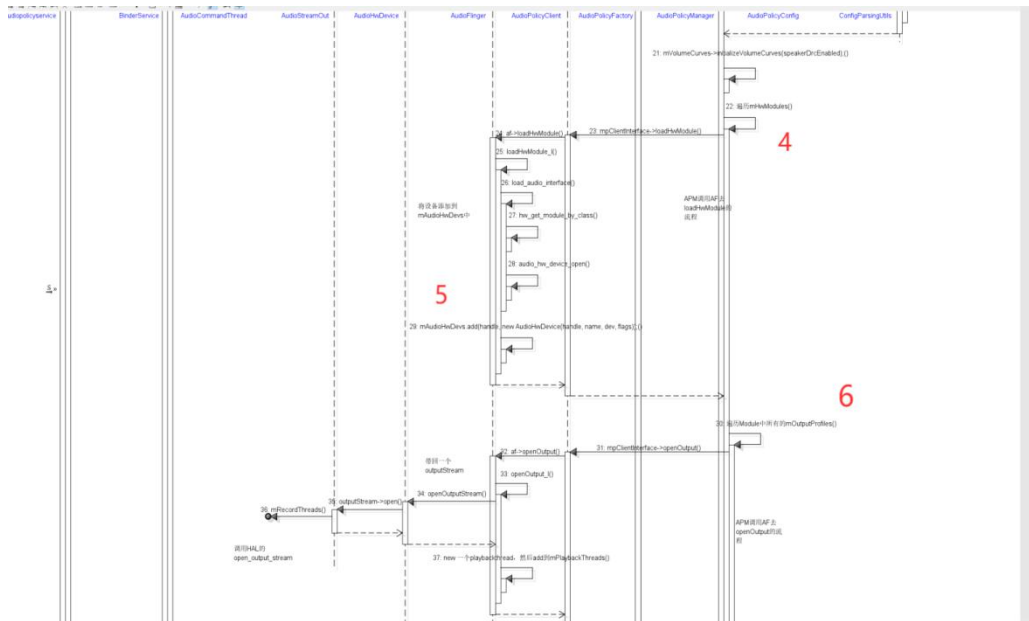 udiopolicyservice BinderService AudioCommandThread AudioStreamOut AudioHwDevice AudioFlinger AudioPolicyClient AudioPolicyFactory AudioPolicyManager AudioPolicyConfig ConfigParsingUtils
21: mVolumeCurves->initializeVolumeCurves(speakerDrcEnabled);()
22: 遍历mHwModules()
24: af->loadHwModule()
23: mpClientInterface->loadHwModule()
4
25: loadHwModule_l()
26: load_audio_interface()
将设备添加到
mAudioHwDevs中
APM调用AF去
loadHwModule的
流程
27: hw_get_module_by_class()
28: audio_hw_device_open()
5
29: mAudioHwDevs.add(handle, new AudioHwDevice(handle, name, dev, flags));()
6
30: 遍历Module中所有的mOutputProfiles()
32: af->openOutput()
31: mpClientInterface->openOutput()
带回一个
outputStream
33: openOutput_l()
34: openOutputStream()
35: outputStream->open()
36: mRecordThreads()
APM调用AF去
openOutput的流
程
调用HAL的
open_output_stream
37: new 一个playbackthread，然后add到mPlaybackThreads()